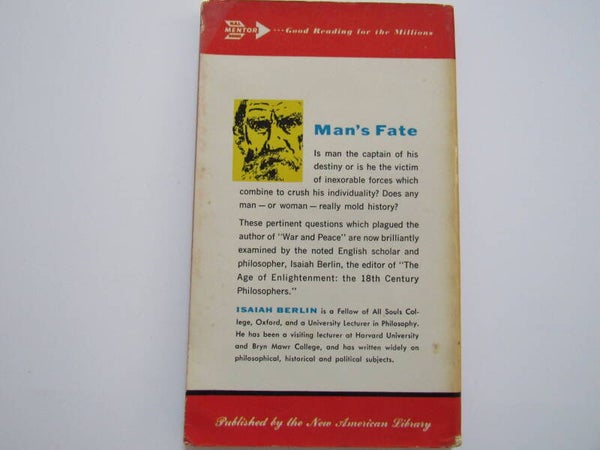 NAL
MENTOR
BOOKS
...Good Reading for the Millions
Man's Fate
Is man the captain of his
destiny or is he the victim
of inexorable forces which
combine to crush his individuality? Does any
man — or woman — really mold history?
These pertinent questions which plagued the
author of "War and Peace" are now brilliantly
examined by the noted English scholar and
philosopher, Isaiah Berlin, the editor of "The
Age of Enlightenment: the 18th Century
Philosophers."
ISAIAH BERLIN is a Fellow of All Souls Col-
lege, Oxford, and a University Lecturer in Philosophy.
He has been a visiting lecturer at Harvard University
and Bryn Mawr College, and has written widely on
philosophical, historical and political subjects.
Published by the New American Library